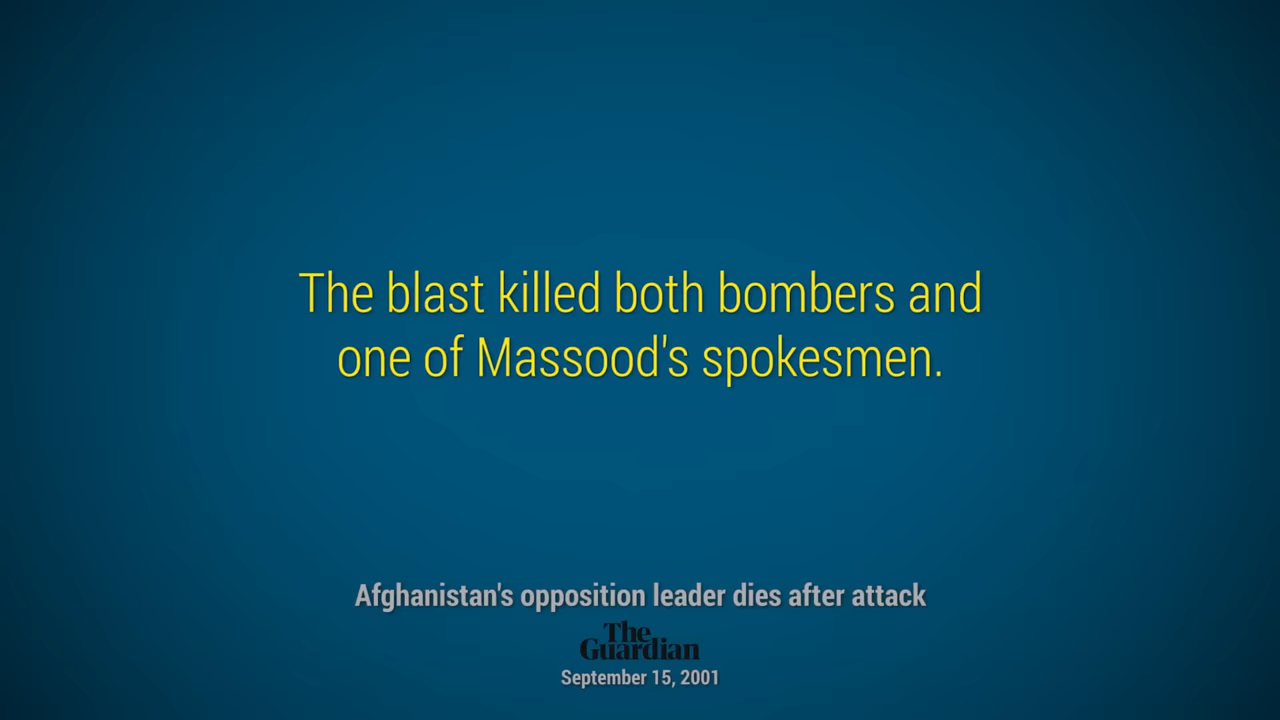 The blast killed both bombers and
one of Massood's spokesmen.
Afghanistan's opposition leader dies after attack
The
Guardian
September 15, 2001